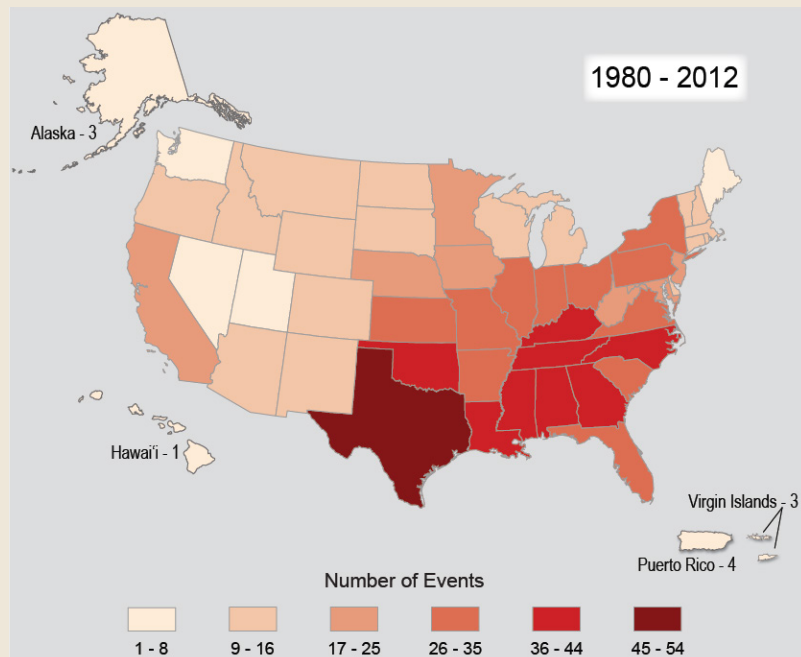 1980 - 2012
Alaska - 3
Hawai'i - 1
Virgin Islands - 3
Puerto Rico - 4
Number of Events
1 - 8
9 - 16
17 - 25
26 - 35
36 - 44
45 - 54